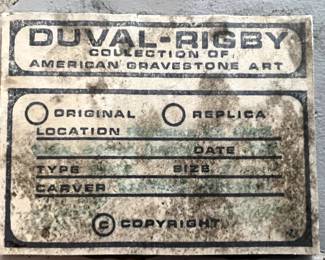 DUVAL-RIGBY
COLLECTION OF
AMERICAN GRAVESTONE ART
ORIGINAL REPLICA
LOCATION
DATE
TYPE SIZE
CARVER
© COPYRIGHT